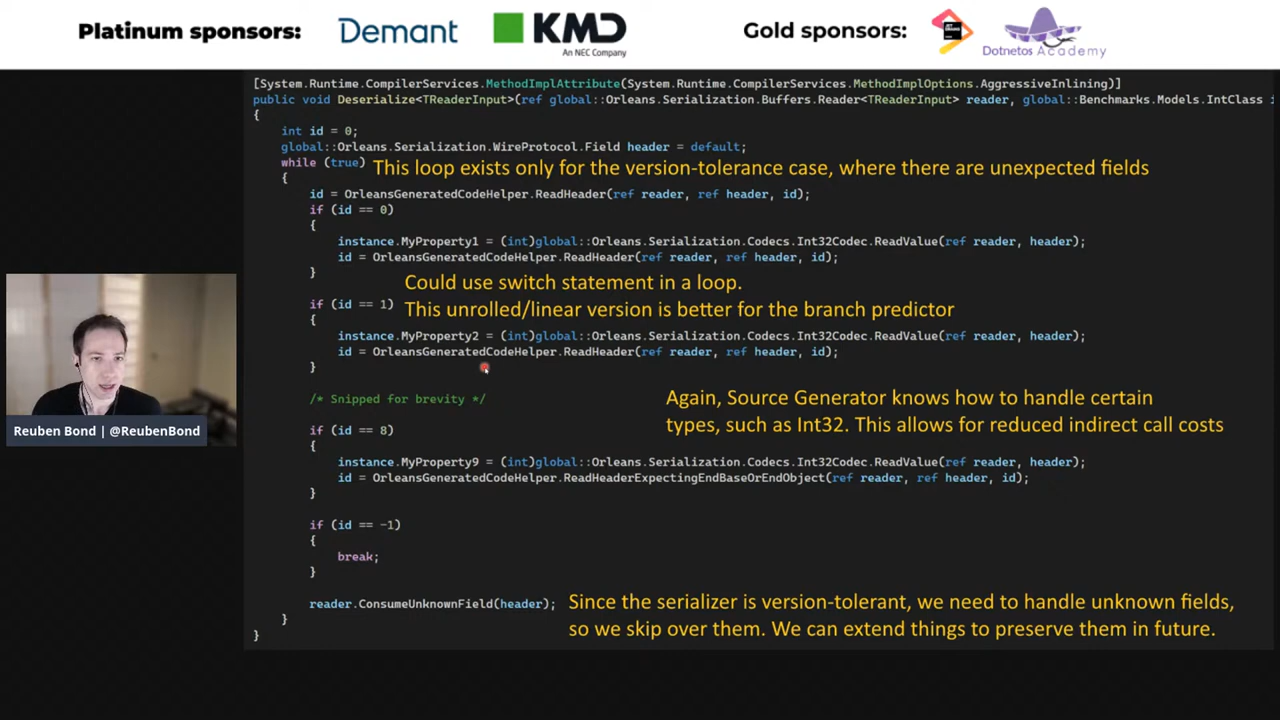 Platinum sponsors:
Demant
KMD
An NEC Company
Gold sponsors:
JET
BRAINS
Dotnetos Academy
[System.Runtime.CompilerServices.MethodImplAttribute(System.Runtime.CompilerServices.MethodImplOptions.AggressiveInlining)]
public void Deserialize<TReaderInput>(ref global::Orleans.Serialization.Buffers.Reader<TReaderInput> reader, global::Benchmarks.Models.IntClass i
{
int id = 0;
global::Orleans.Serialization.WireProtocol.Field header = default;
while (true)
This loop exists only for the version-tolerance case, where there are unexpected fields
{
id = OrleansGeneratedCodeHelper.ReadHeader(ref reader, ref header, id);
if (id == 0)
{
instance.MyProperty1 = (int)global::Orleans.Serialization.Codecs.Int32Codec.ReadValue(ref reader, header);
id = OrleansGeneratedCodeHelper.ReadHeader(ref reader, ref header, id);
}
Could use switch statement in a loop.
This unrolled/linear version is better for the branch predictor
if (id == 1)
{
instance.MyProperty2 = (int)global::Orleans.Serialization.Codecs.Int32Codec.ReadValue(ref reader, header);
id = OrleansGeneratedCodeHelper.ReadHeader(ref reader, ref header, id);
}
/* Snipped for brevity */
Again, Source Generator knows how to handle certain
types, such as Int32. This allows for reduced indirect call costs
if (id == 8)
{
instance.MyProperty9 = (int)global::Orleans.Serialization.Codecs.Int32Codec.ReadValue(ref reader, header);
id = OrleansGeneratedCodeHelper.ReadHeaderExpectingEndBaseOrEndObject(ref reader, ref header, id);
}
if (id == -1)
{
break;
}
reader.ConsumeUnknownField(header);
Since the serializer is version-tolerant, we need to handle unknown fields,
so we skip over them. We can extend things to preserve them in future.
}
}
Reuben Bond | @ReubenBond